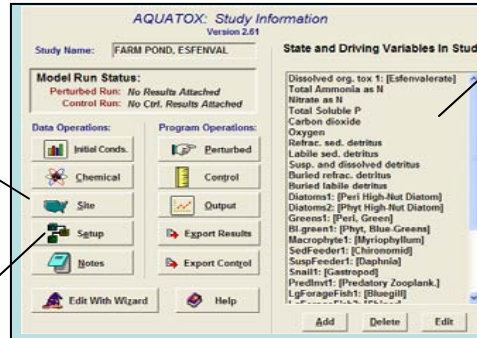 AQUATOX: Study Information
Version 2.61
Study Name: FARM POND, ESFENVAL
Model Run Status:
Perturbed Run: No Results Attached
Control Run: No Ctrl. Results Attached
Data Operations:
Initial Conds.
Chemical
Site
Setup
Notes
Program Operations:
Perturbed
Control
Output
Export Results
Export Control
Edit With Wizard
Help
State and Driving Variables In Stud
Dissolved org. tox 1: [Esfenvalerate]
Total Ammonia as N
Nitrate as N
Total Soluble P
Carbon dioxide
Oxygen
Refrac. sed. detritus
Labile sed. detritus
Susp. and dissolved detritus
Buried refrac. detritus
Buried labile detritus
Diatoms1: [Peri High-Nut Diatom]
Diatoms2: [Phyt High-Nut Diatom]
Greens1: [Peri, Green]
Bl-green1: [Phyt, Blue-Greens]
Macrophyte1: [Myriophyllum]
SedFeeder1: [Chironomid]
SuspFeeder1: [Daphnia]
Snail1: [Gastropod]
PredInvt1: [Predatory Zooplank.]
LgForageFish1: [Bluegill]
Add
Delete
Edit